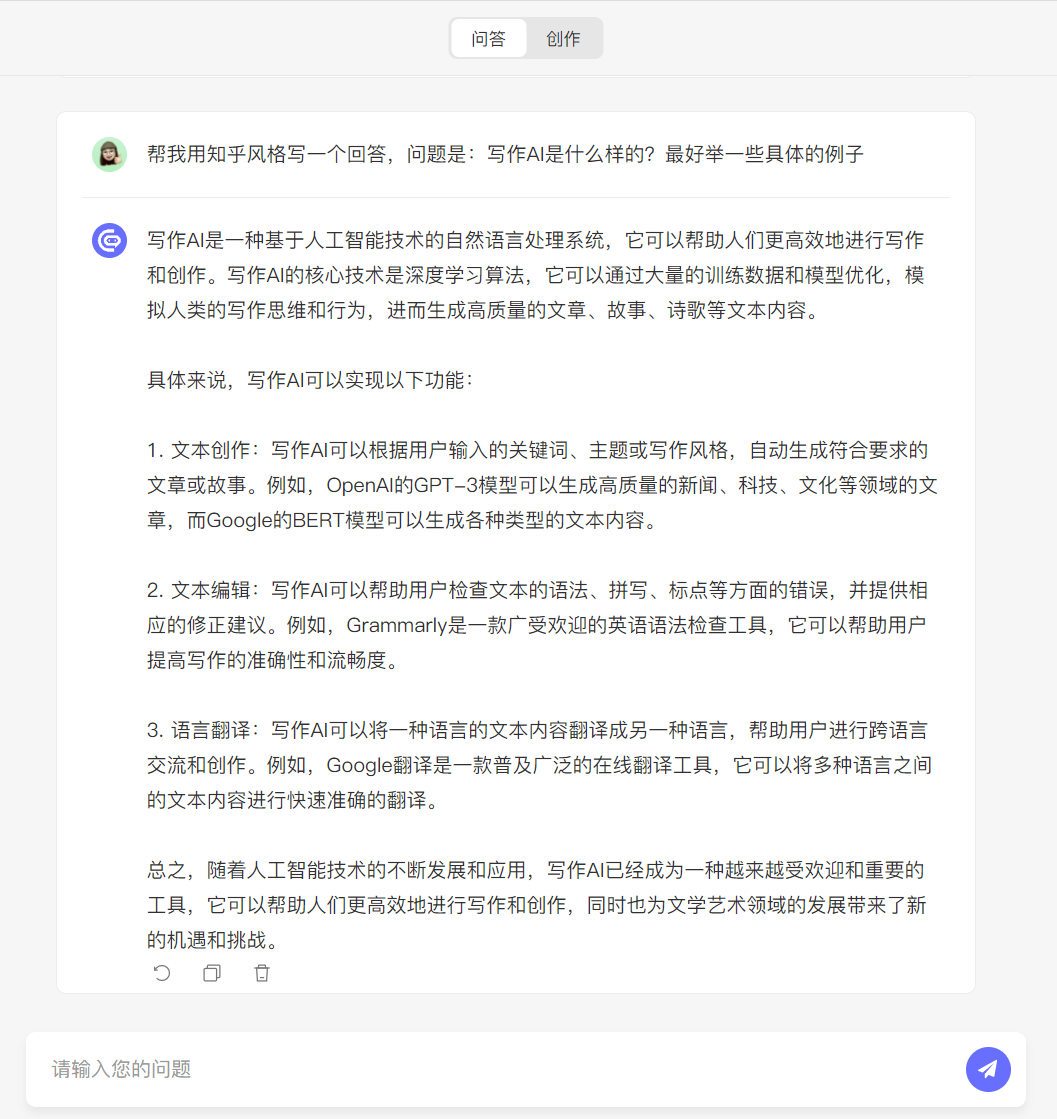 问答 创作
帮我用知乎风格写一个回答，问题是：写作AI是什么样的？最好举一些具体的例子
写作AI是一种基于人工智能技术的自然语言处理系统，它可以帮助人们更高效地进行写作
和创作。写作AI的核心技术是深度学习算法，它可以通过大量的训练数据和模型优化，模
拟人类的写作思维和行为，进而生成高质量的文章、故事、诗歌等文本内容。
具体来说，写作AI可以实现以下功能：
1. 文本创作：写作AI可以根据用户输入的关键词、主题或写作风格，自动生成符合要求的
文章或故事。例如，OpenAI的GPT-3模型可以生成高质量的新闻、科技、文化等领域的文
章，而Google的BERT模型可以生成各种类型的文本内容。
2. 文本编辑：写作AI可以帮助用户检查文本的语法、拼写、标点等方面的错误，并提供相
应的修正建议。例如，Grammarly是一款广受欢迎的英语语法检查工具，它可以帮助用户
提高写作的准确性和流畅度。
3. 语言翻译：写作AI可以将一种语言的文本内容翻译成另一种语言，帮助用户进行跨语言
交流和创作。例如，Google翻译是一款普及广泛的在线翻译工具，它可以将多种语言之间
的文本内容进行快速准确的翻译。
总之，随着人工智能技术的不断发展和应用，写作AI已经成为一种越来越受欢迎和重要的
工具，它可以帮助人们更高效地进行写作和创作，同时也为文学艺术领域的发展带来了新
的机遇和挑战。
请输入您的问题